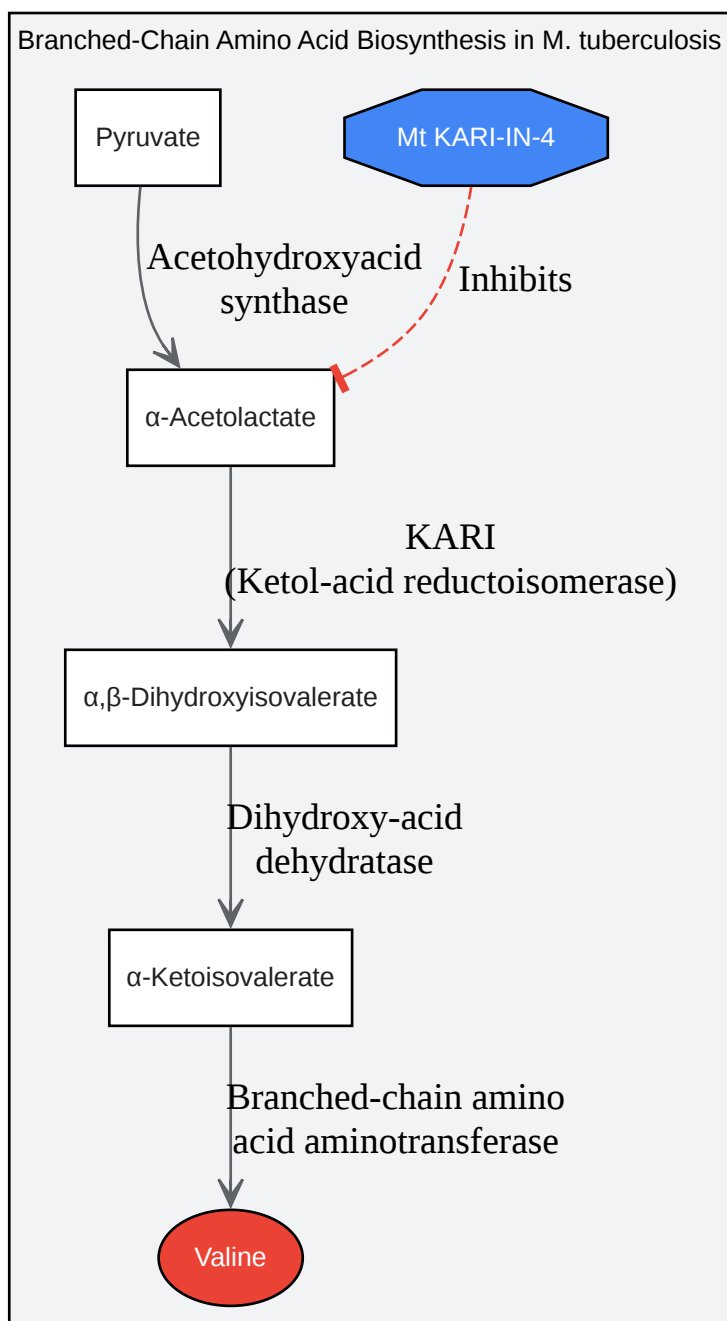 Branched-Chain Amino Acid Biosynthesis in M. tuberculosis
Pyruvate
Mt KARI-IN-4
Acetohydroxyacid
synthase
Inhibits
α-Acetolactate
KARI
(Ketol-acid reductoisomerase)
α,β-Dihydroxyisovalerate
Dihydroxy-acid
dehydratase
α-Ketoisovalerate
Branched-chain amino
acid aminotransferase
Valine